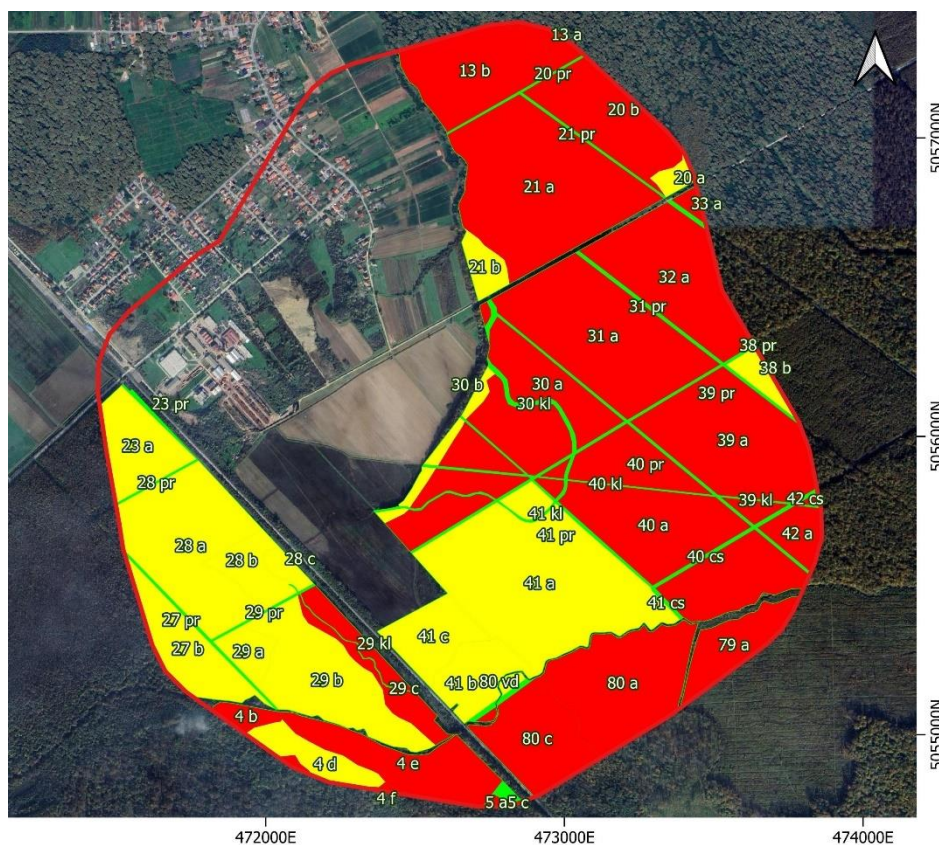 13 a
13 b
20 pr
20 b
21 pr
5057000N
21 a
20 a
33 a
21 b
32 a
31 pr
31 a
38 pr
30 b
30 a
38 b
39 pr
30 kl
23 pr
23 a
39 a
5056000N
28 pr
40 pr
40 kl
39 kl
42 cs
41 kl
40 a
42 a
41 pr
28 a
28 b
28 c
40 cs
41 a
41 cs
29 pr
27 pr
27 b
29 a
29 kl
41 c
79 a
29 b
29 c
41 b
80 vd
80 a
4 b
5055000N
80 c
4 d
4 e
4 f
5 a
5 c
472000E
473000E
474000E